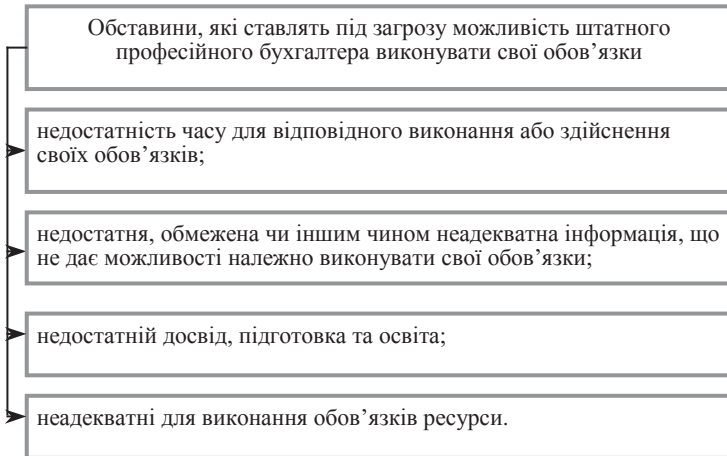 Обставини, які ставлять під загрозу можливість штатного
професійного бухгалтера виконувати свої обов’язки
недостатність часу для відповідного виконання або здійснення
своїх обов’язків;
недостатня, обмежена чи іншим чином неадекватна інформація, що
не дає можливості належно виконувати свої обов’язки;
недостатній досвід, підготовка та освіта;
неадекватні для виконання обов’язків ресурси.